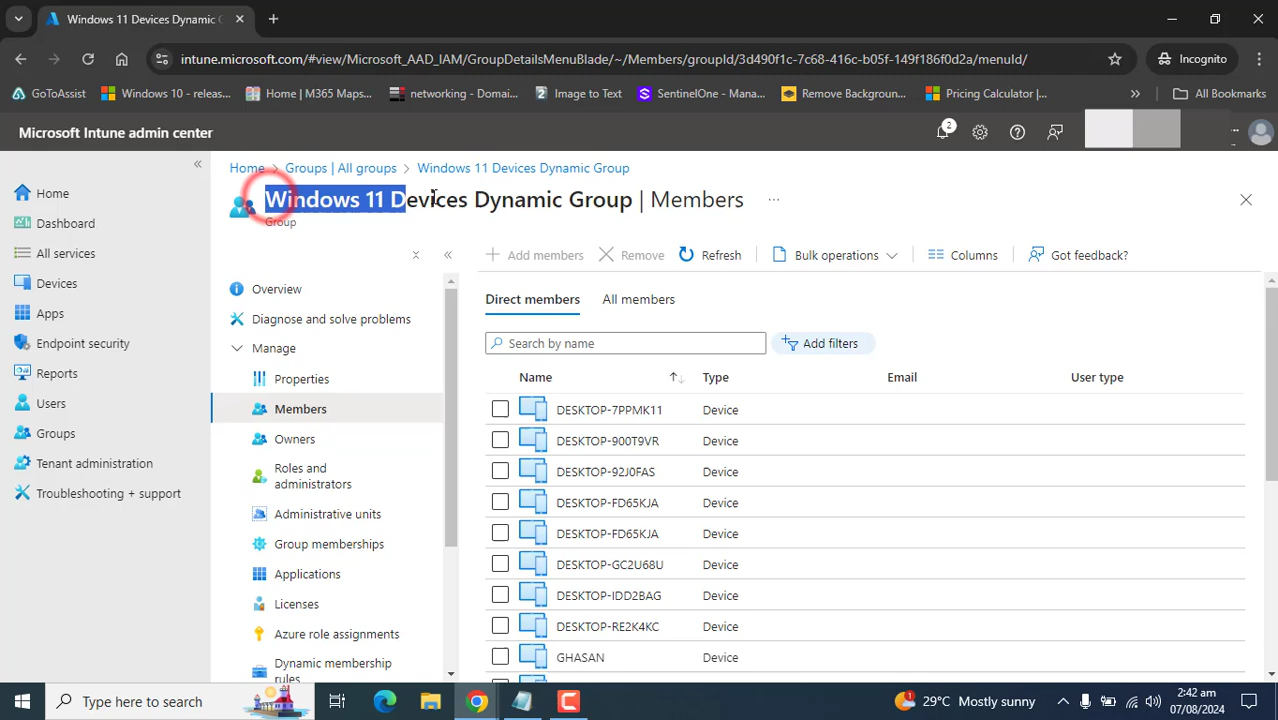 Windows 11 Devices Dynamic G
intune.microsoft.com/#view/Microsoft_AAD_IAM/GroupDetailsMenuBlade/~/Members/groupId/3d490f1c-7c68-416c-b05f-149f186f0d2a/menuId/
Incognito
GoToAssist
Windows 10 - releas...
Home | M365 Maps...
networking - Domai...
Image to Text
SentinelOne - Mana...
Remove Backgroun...
Pricing Calculator |...
All Bookmarks
Microsoft Intune admin center
2
Home
Dashboard
All services
Devices
Apps
Endpoint security
Reports
Users
Groups
Tenant administration
Troubleshooting + support
Home > Groups | All groups > Windows 11 Devices Dynamic Group
Windows 11 Devices Dynamic Group | Members
Group
Overview
Diagnose and solve problems
Manage
Properties
Members
Owners
Roles and
administrators
Administrative units
Group memberships
Applications
Licenses
Azure role assignments
Dynamic membership
rules
Add members Remove Refresh Bulk operations Columns Got feedback?
Direct members All members
Search by name Add filters
Name Type Email User type
DESKTOP-7PPMK11 Device
DESKTOP-900T9VR Device
DESKTOP-92J0FAS Device
DESKTOP-FD65KJA Device
DESKTOP-FD65KJA Device
DESKTOP-GC2U68U Device
DESKTOP-IDD2BAG Device
DESKTOP-RE2K4KC Device
GHASAN Device
Type here to search
1
29°C Mostly sunny
2:42 am
07/08/2024